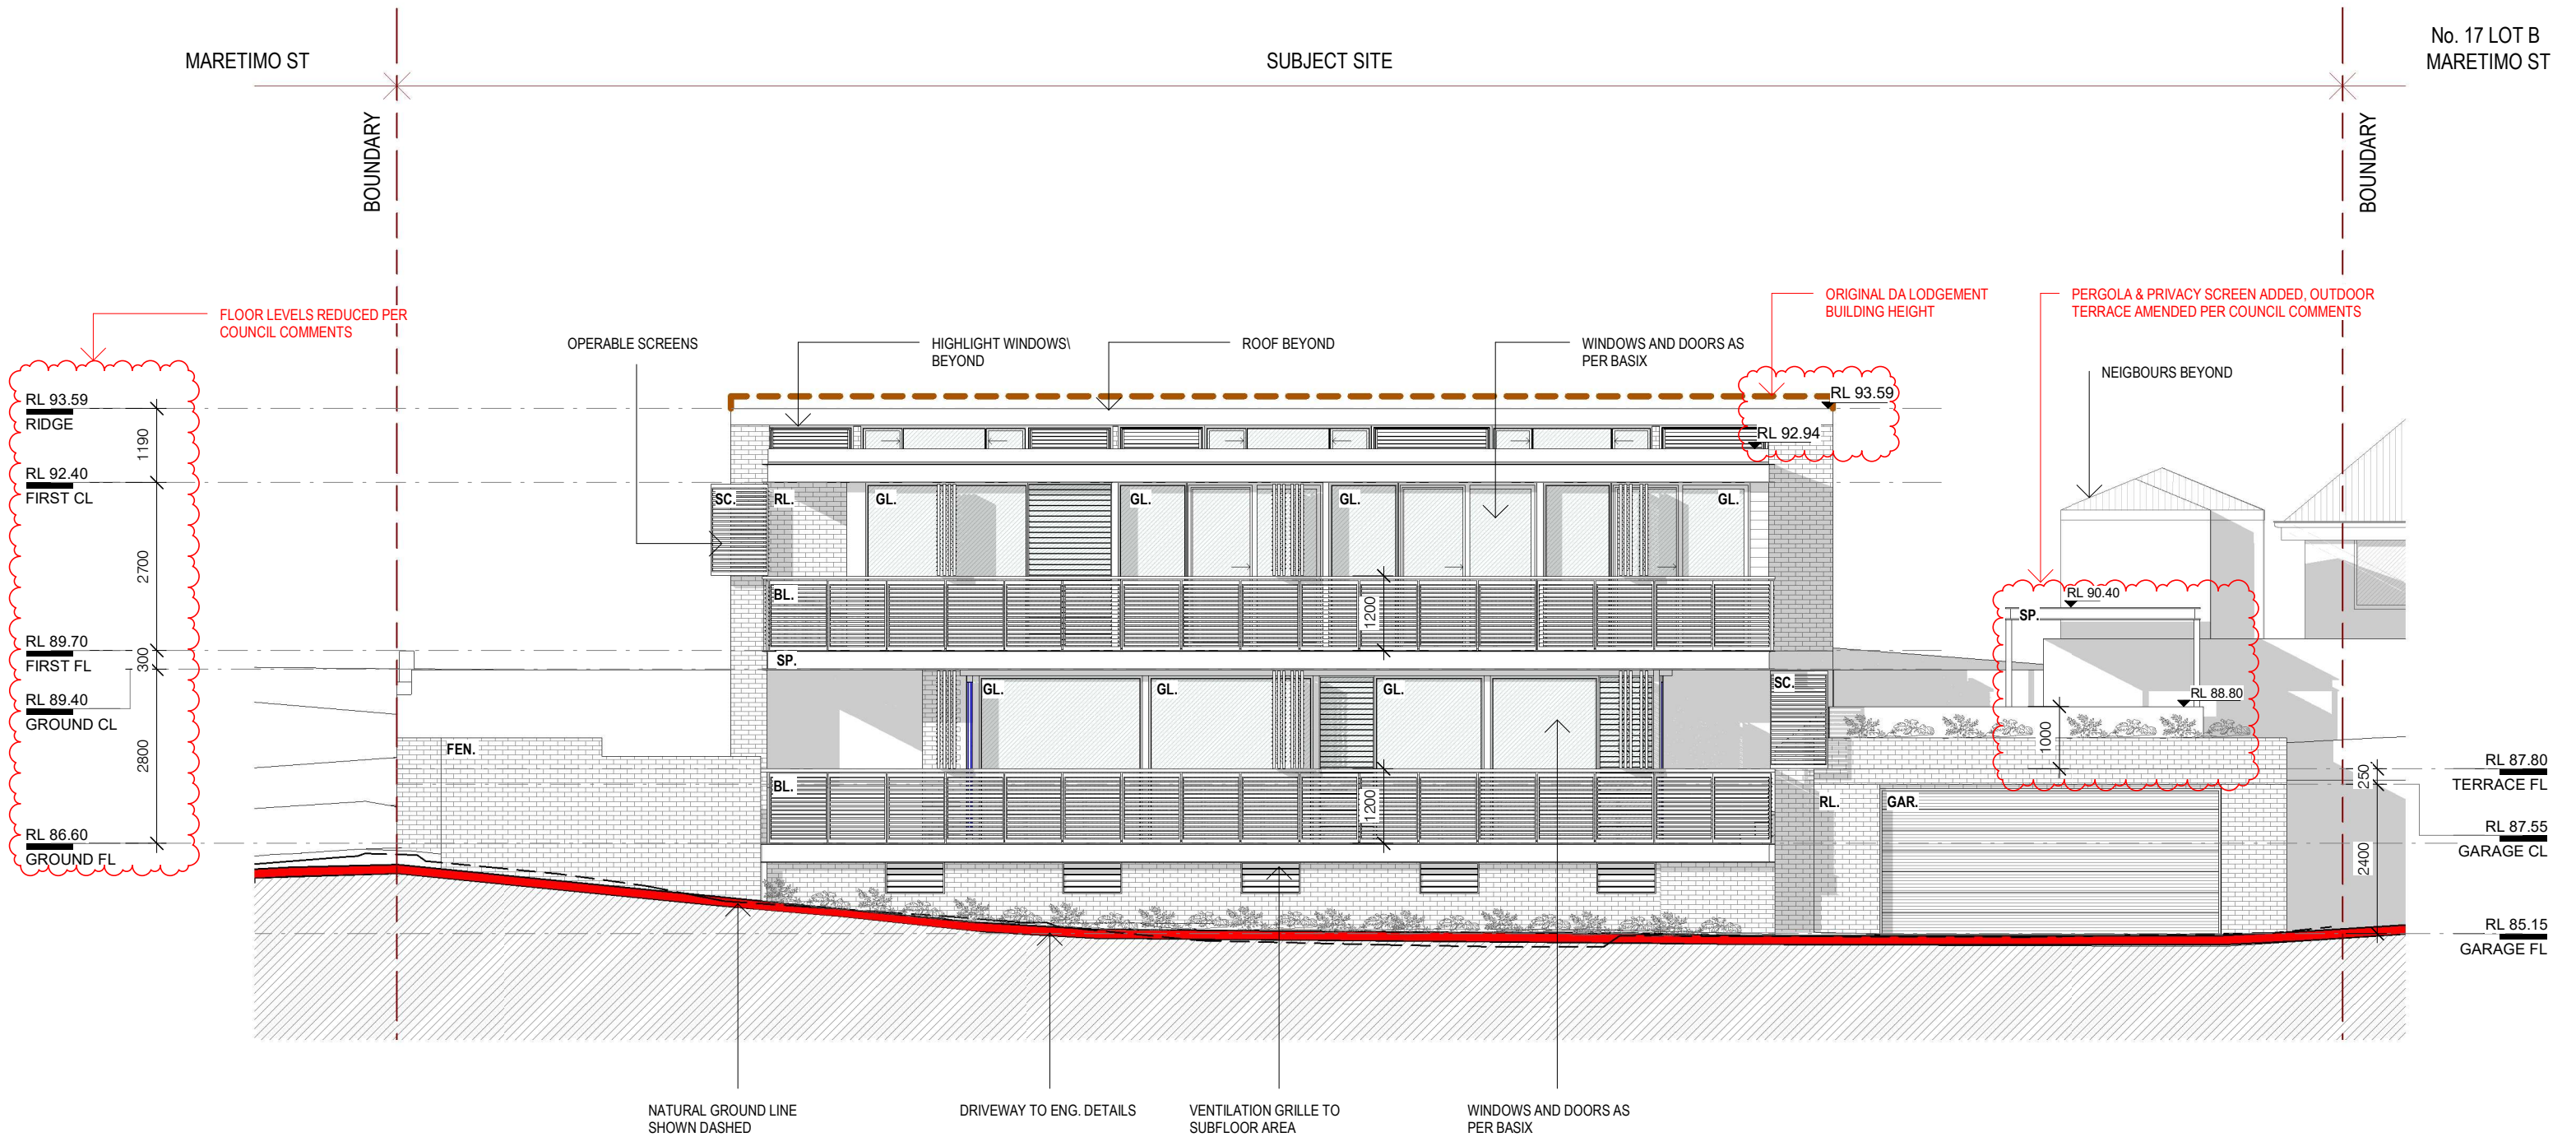 MARETIMO ST
SUBJECT SITE
No. 17 LOT B
MARETIMO ST
BOUNDARY
BOUNDARY
FLOOR LEVELS REDUCED PER
COUNCIL COMMENTS
OPERABLE SCREENS
HIGHLIGHT WINDOWS\
BEYOND
ROOF BEYOND
WINDOWS AND DOORS AS
PER BASIX
ORIGINAL DA LODGEMENT
BUILDING HEIGHT
PERGOLA & PRIVACY SCREEN ADDED, OUTDOOR
TERRACE AMENDED PER COUNCIL COMMENTS
NEIGBOURS BEYOND
RL 93.59
RIDGE
1190
RL 92.40
FIRST CL
2700
RL 89.70
FIRST FL
300
RL 89.40
GROUND CL
2800
RL 86.60
GROUND FL
RL 93.59
RL 92.94
SC.
RL.
GL.
GL.
GL.
GL.
BL.
1200
SP.
GL.
GL.
GL.
SC.
FEN.
BL.
1200
RL.
GAR.
RL 90.40
SP.
RL 88.80
1000
RL 87.80
TERRACE FL
250
RL 87.55
GARAGE CL
2400
RL 85.15
GARAGE FL
NATURAL GROUND LINE
SHOWN DASHED
DRIVEWAY TO ENG. DETAILS
VENTILATION GRILLE TO
SUBFLOOR AREA
WINDOWS AND DOORS AS
PER BASIX